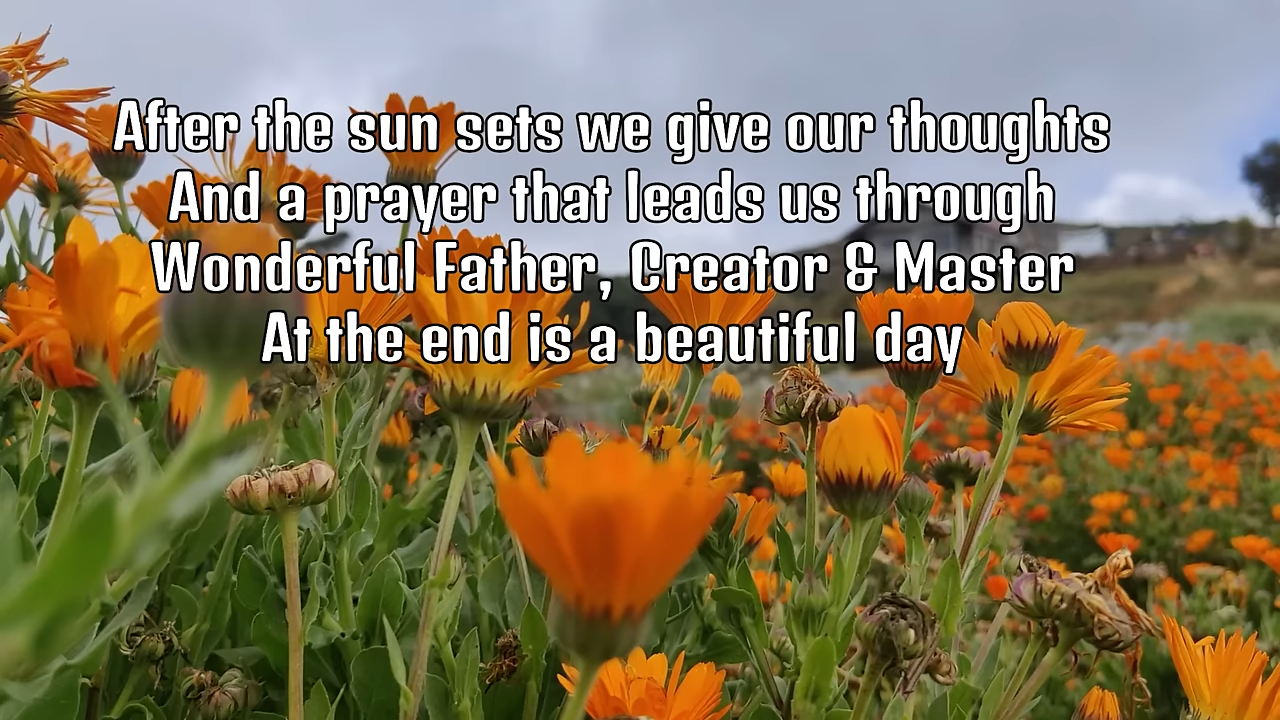 After the sun sets we give our thoughts
And a prayer that leads us through
Wonderful Father, Creator & Master
At the end is a beautiful day